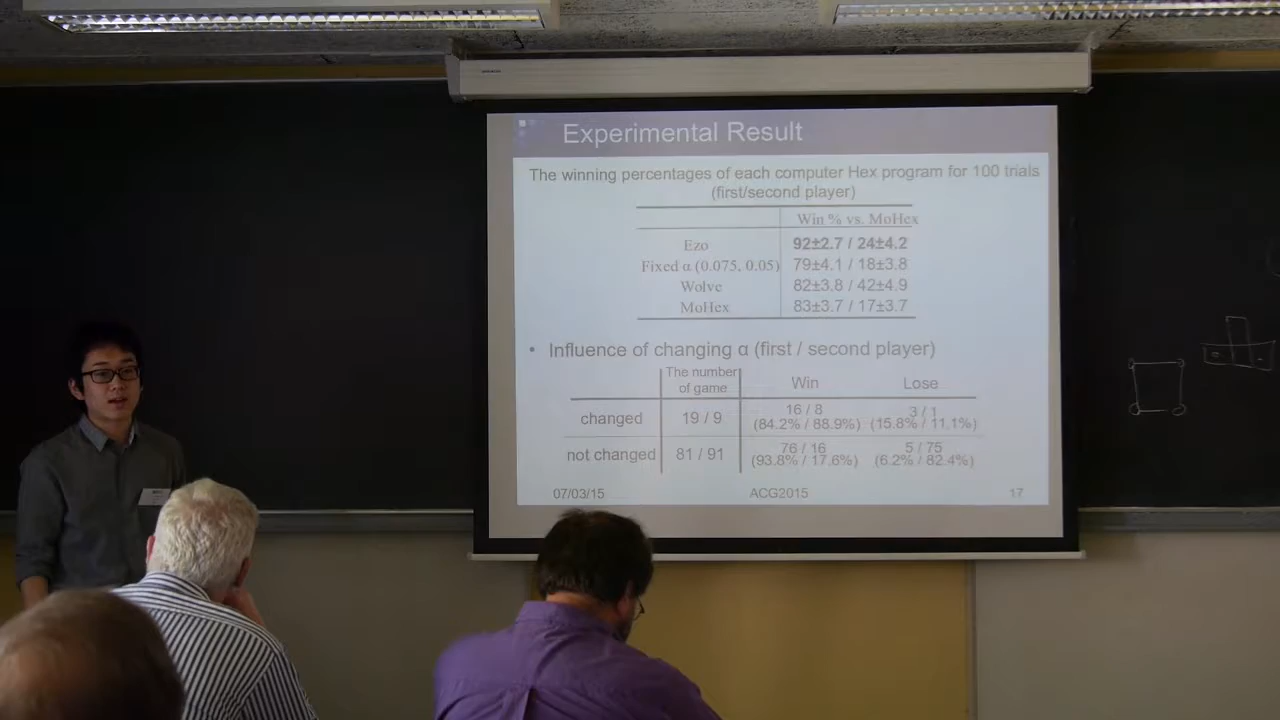 Experimental Result
The winning percentages of each computer Hex program for 100 trials
(first/second player)
Win % vs. MoHex
Ezo 92±2.7 / 24±4.2
Fixed α (0.075, 0.05) 79±4.1 / 18±3.8
Wolve 82±3.8 / 42±4.9
MoHex 83±3.7 / 17±3.7
• Influence of changing α (first / second player)
The number
of game Win Lose
changed 19 / 9 16 / 8 3 / 1
(84.2% / 88.9%) (15.8% / 11.1%)
not changed 81 / 91 76 / 16 5 / 75
(93.8% / 17.6%) (6.2% / 82.4%)
07/03/15 ACG2015 17